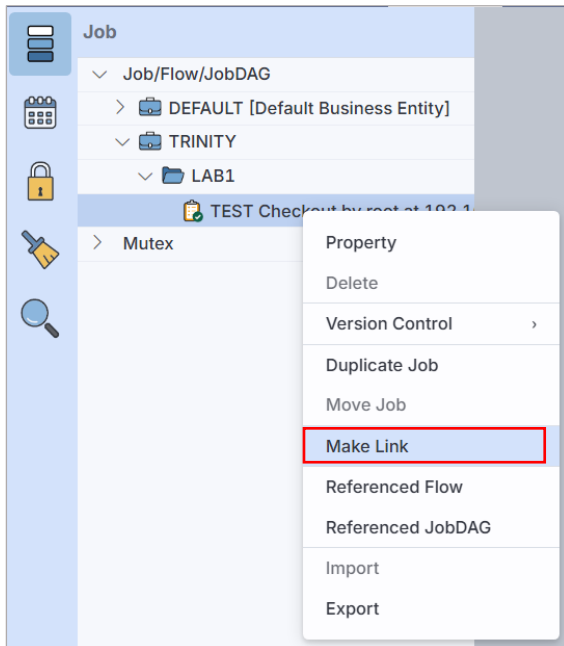 Job
Job/Flow/JobDAG
DEFAULT [Default Business Entity]
TRINITY
LAB1
TEST Checkout by root at
Mutex
Property
Delete
Version Control
Duplicate Job
Move Job
Make Link
Referenced Flow
Referenced JobDAG
Import
Export